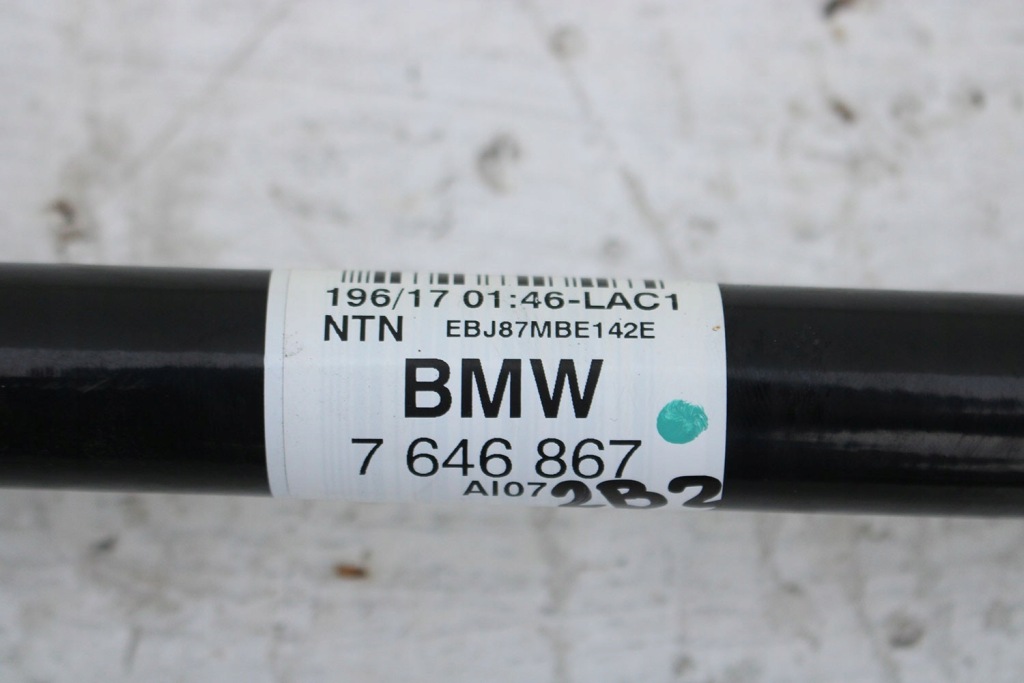 196/17 01:46-LAC1
NTN EBJ87MBE142E
BMW
7 646 867
AI07 2B2